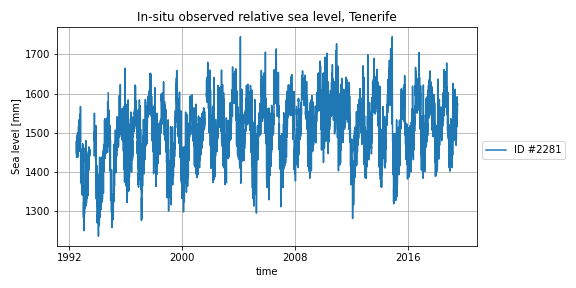 In-situ observed relative sea level, Tenerife
Sea level [mm]
1700
1600
1500
1400
1300
1992
2000
2008
2016
time
ID #2281